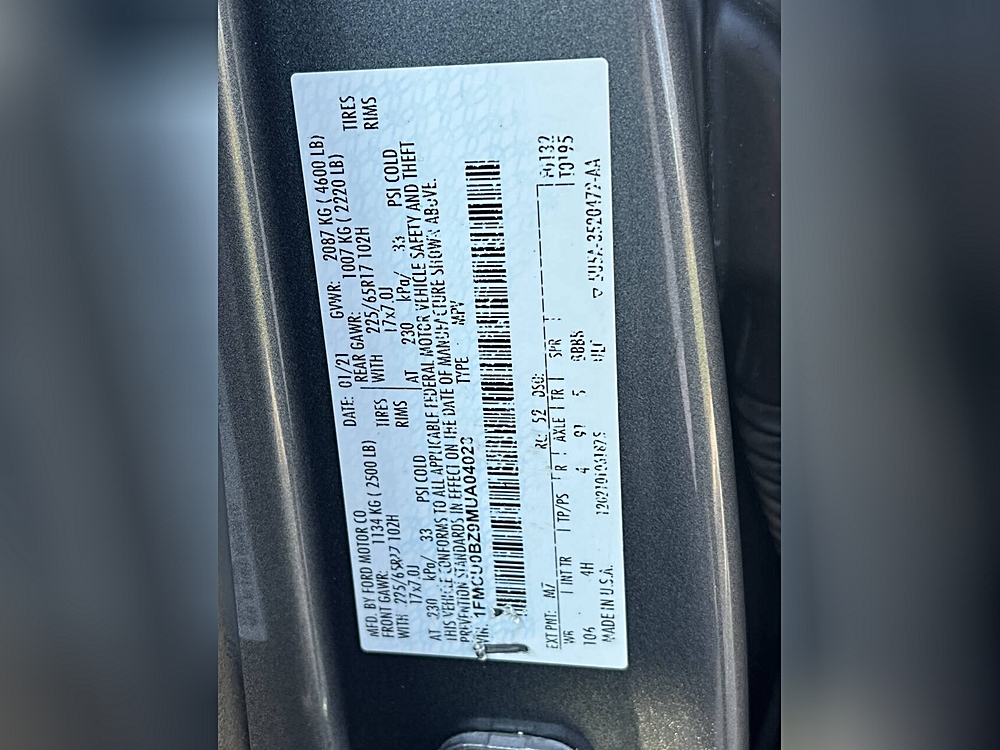 MFD. BY FORD MOTOR CO
DATE: 01/21 GVWR: 2087 KG ( 4600 LB)
FRONT GAWR: 1134 KG ( 2500 LB) REAR GAWR: 1007 KG ( 2220 LB)
WITH 225/65R17 102H TIRES WITH 225/65R17 102H TIRES
17x7.0J RIMS 17x7.0J RIMS
AT 230 kPa/ 33 PSI COLD AT 230 kPa/ 33 PSI COLD
THIS VEHICLE CONFORMS TO ALL APPLICABLE FEDERAL MOTOR VEHICLE SAFETY AND THEFT
PREVENTION STANDARDS IN EFFECT ON THE DATE OF MANUFACTURE SHOWN ABOVE.
VIN: 1FMCU0BZ9MUA04023 TYPE MPV
EXT PNT: M7 RC: 52 DSO:
WB INT TR TP/PS R AXLE TR SPR T0195
4H 4 5
MADE IN U.S.A.